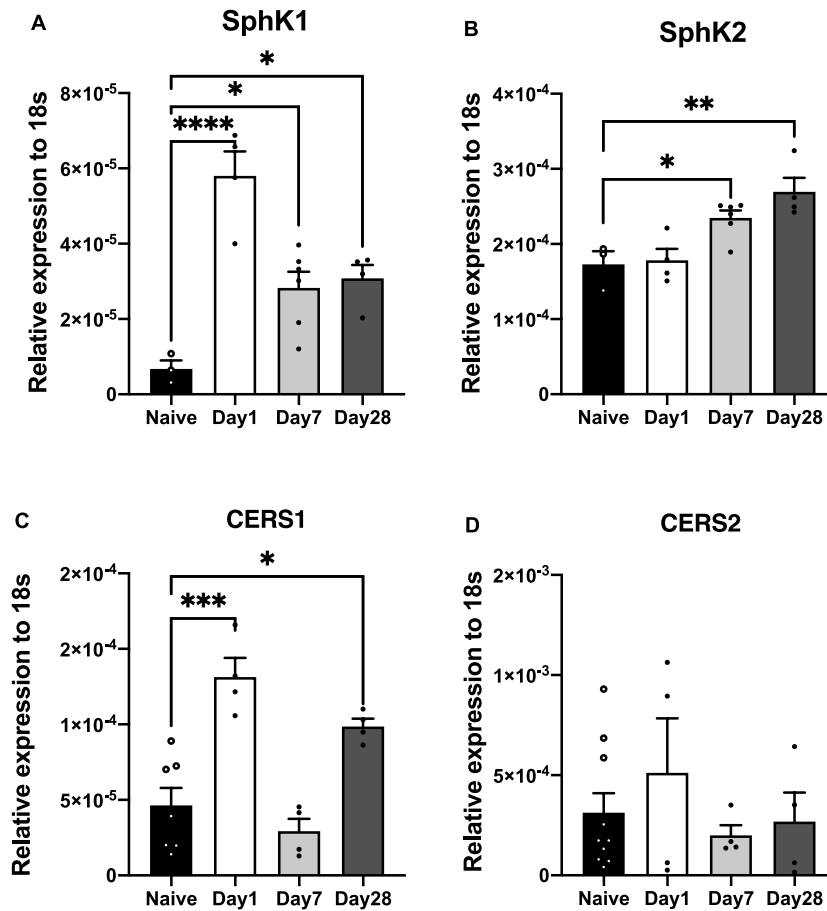 A
SphK1
Relative expression to 18s
8×10⁻⁵
6×10⁻⁵
4×10⁻⁵
2×10⁻⁵
0
****
*
*
Naive Day1 Day7 Day28
B
SphK2
Relative expression to 18s
4×10⁻⁴
3×10⁻⁴
2×10⁻⁴
1×10⁻⁴
0
*
**
Naive Day1 Day7 Day28
C
CERS1
Relative expression to 18s
2×10⁻⁴
2×10⁻⁴
1×10⁻⁴
5×10⁻⁵
0
***
*
Naive Day1 Day7 Day28
D
CERS2
Relative expression to 18s
2×10⁻³
1×10⁻³
5×10⁻⁴
0
Naive Day1 Day7 Day28